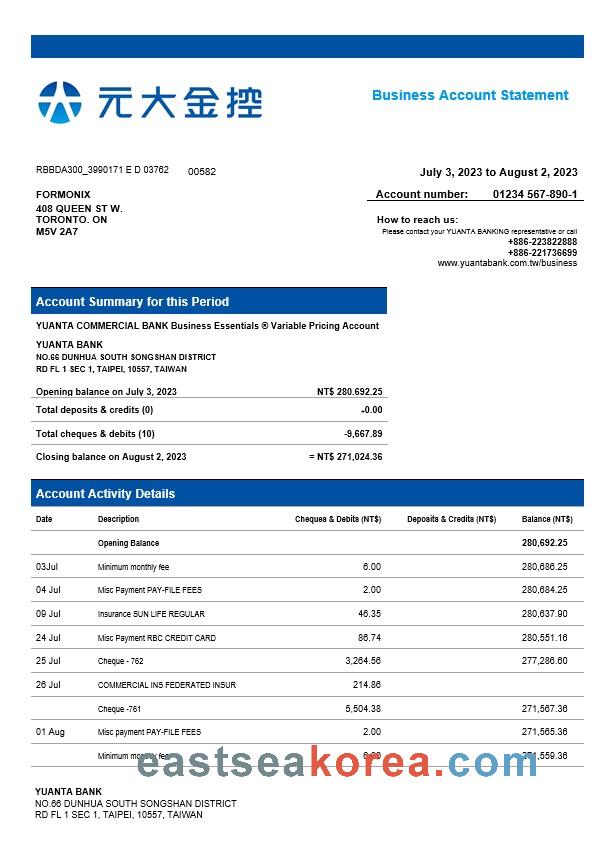 元大金控
Business Account Statement
RBBDA300_3990171 E D 03762 00582
July 3, 2023 to August 2, 2023
FORMONIX
408 QUEEN ST W.
TORONTO. ON
M5V 2A7
Account number: 01234 567-890-1
How to reach us:
Please contact your YUANTA BANKING representative or call
+886-223822888
+886-221736699
www.yuantabank.com.tw/business
Account Summary for this Period
YUANTA COMMERCIAL BANK Business Essentials ® Variable Pricing Account
YUANTA BANK
NO.66 DUNHUA SOUTH SONGSHAN DISTRICT
RD FL 1 SEC 1, TAIPEI, 10557, TAIWAN
Opening balance on July 3, 2023 NT$ 280.692.25
Total deposits & credits (0) -0.00
Total cheques & debits (10) -9,667.89
Closing balance on August 2, 2023 = NT$ 271,024.36
Account Activity Details
Date Description Cheques & Debits (NT$) Deposits & Credits (NT$) Balance (NT$)
Opening Balance 280,692.25
03Jul Minimum monthly fee 6.00 280,686.25
04 Jul Misc Payment PAY-FILE FEES 2.00 280,684.25
09 Jul Insurance SUN LIFE REGULAR 46.35 280,637.90
24 Jul Misc Payment RBC CREDIT CARD 86.74 280,551.16
25 Jul Cheque - 762 3,264.56 277,286.60
26 Jul COMMERCIAL INS FEDERATED INSUR 214.86
Cheque -761 5,504.38 271,567.36
01 Aug Misc payment PAY-FILE FEES 2.00 271,565.36
Minimum monthly fee 6.00 271,559.36
eastseakorea.com
YUANTA BANK
NO.66 DUNHUA SOUTH SONGSHAN DISTRICT
RD FL 1 SEC 1, TAIPEI, 10557, TAIWAN